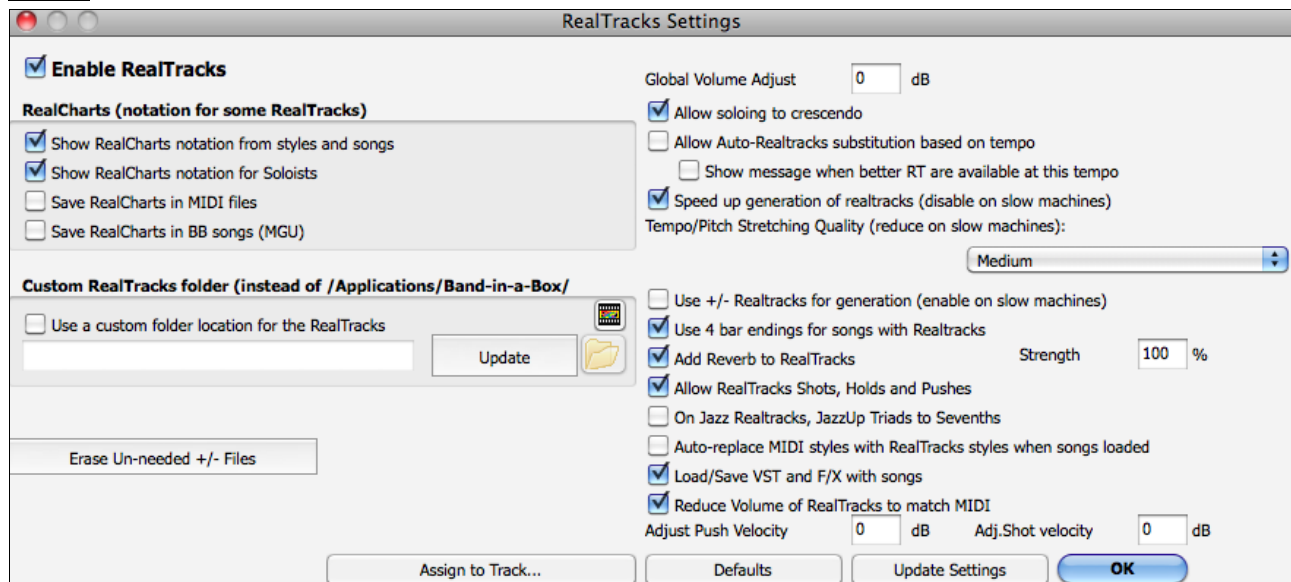 RealTracks Settings
Enable RealTracks
RealCharts (notation for some RealTracks)
Show RealCharts notation from styles and songs
Show RealCharts notation for Soloists
Save RealCharts in MIDI files
Save RealCharts in BB songs (MGU)
Custom RealTracks folder (instead of /Applications/Band-in-a-Box/
Use a custom folder location for the RealTracks
Update
Erase Un-needed +/- Files
Global Volume Adjust 0 dB
Allow soloing to crescendo
Allow Auto-Realtracks substitution based on tempo
Show message when better RT are available at this tempo
Speed up generation of realtracks (disable on slow machines)
Tempo/Pitch Stretching Quality (reduce on slow machines):
Medium
Use +/- Realtracks for generation (enable on slow machines)
Use 4 bar endings for songs with Realtracks
Add Reverb to RealTracks Strength 100 %
Allow RealTracks Shots, Holds and Pushes
On Jazz Realtracks, JazzUp Triads to Sevenths
Auto-replace MIDI styles with RealTracks styles when songs loaded
Load/Save VST and F/X with songs
Reduce Volume of RealTracks to match MIDI
Adjust Push Velocity 0 dB Adj.Shot velocity 0 dB
Assign to Track... Defaults Update Settings OK